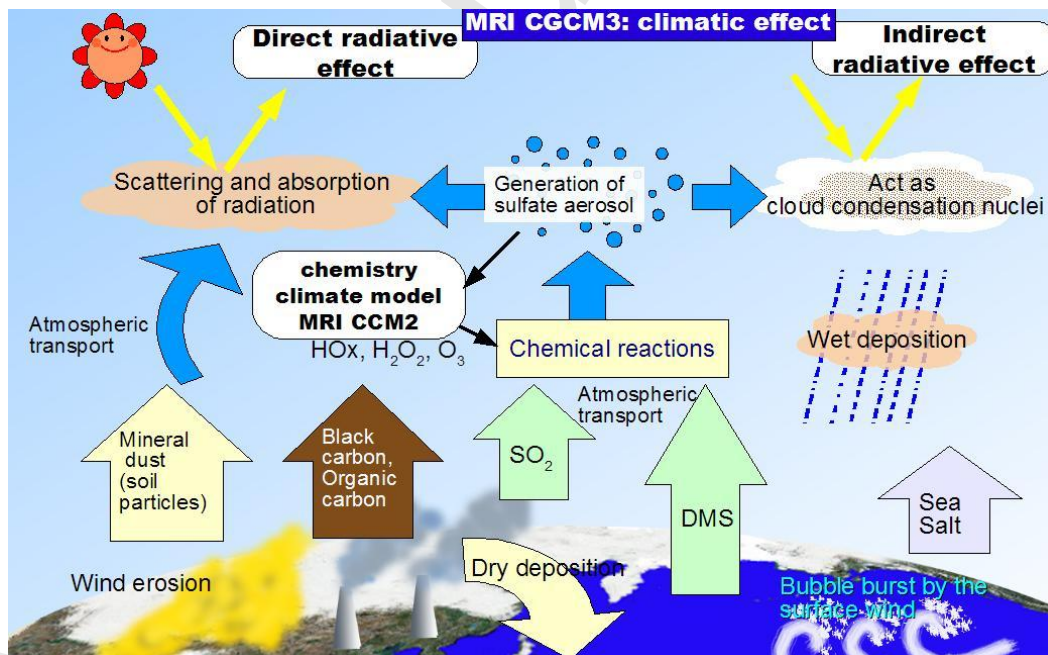 MRI CGCM3: climatic effect
Direct radiative
effect
Indirect
radiative effect
Scattering and absorption
of radiation
Generation of
sulfate aerosol
Act as
cloud condensation nuclei
chemistry
climate model
MRI CCM2
HOx, H₂O₂, O₃
Atmospheric
transport
Chemical reactions
Wet deposition
Atmospheric
transport
Mineral
dust
(soil
particles)
Black
carbon,
Organic
carbon
SO₂
DMS
Sea
Salt
Wind erosion
Dry deposition
Bubble burst by the
surface wind